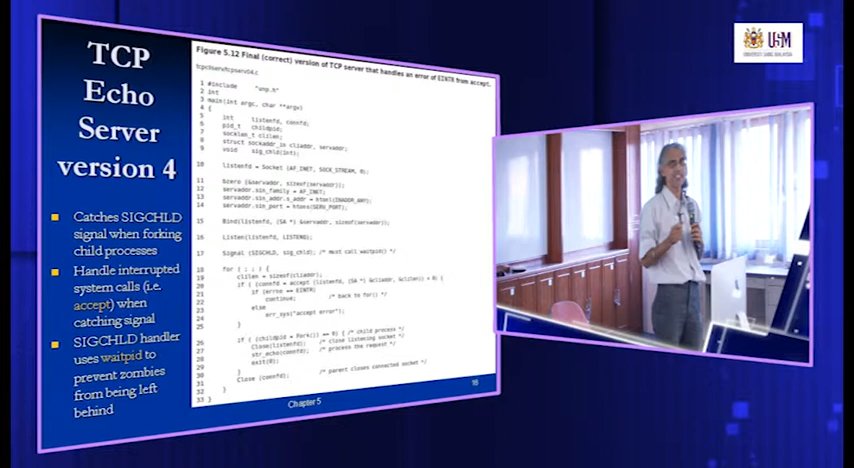 TCP
Echo
Server
version 4
Catches SIGCHLD
signal when forking
child processes
Handle interrupted
system calls (i.e.
accept) when
catching signal
SIGCHLD handler
uses waitpid to
prevent zombies
from being left
behind
Figure 5.12 Final (correct) version of TCP server that handles an error of EINTR from accept.
tcpcliserv/tcpserv04.c
1 #include "unp.h"
2 int
3 main(int argc, char **argv)
4 {
5 int listenfd, connfd;
6 pid_t childpid;
7 socklen_t clilen;
8 struct sockaddr_in cliaddr, servaddr;
9 void sig_chld(int);
10 listenfd = Socket (AF_INET, SOCK_STREAM, 0);
11 bzero (&servaddr, sizeof(servaddr));
12 servaddr.sin_family = AF_INET;
13 servaddr.sin_addr.s_addr = htonl(INADDR_ANY);
14 servaddr.sin_port = htons(SERV_PORT);
15 Bind(listenfd, (SA *) &servaddr, sizeof(servaddr));
16 Listen(listenfd, LISTENQ);
17 Signal (SIGCHLD, sig_chld); /* must call waitpid() */
18 for ( ; ; ) {
19 clilen = sizeof(cliaddr);
20 if ( (connfd = accept (listenfd, (SA *) &cliaddr, &clilen)) < 0) {
21 if (errno == EINTR)
22 continue; /* back to for() */
23 else
24 err_sys("accept error");
25 }
26 if ( (childpid = Fork()) == 0) { /* child process */
27 Close(listenfd); /* close listening socket */
28 str_echo(connfd); /* process the request */
29 exit(0);
30 }
31 Close (connfd); /* parent closes connected socket */
32 }
33 }
Chapter 5
16
USM
UNIVERSITI SAINS MALAYSIA